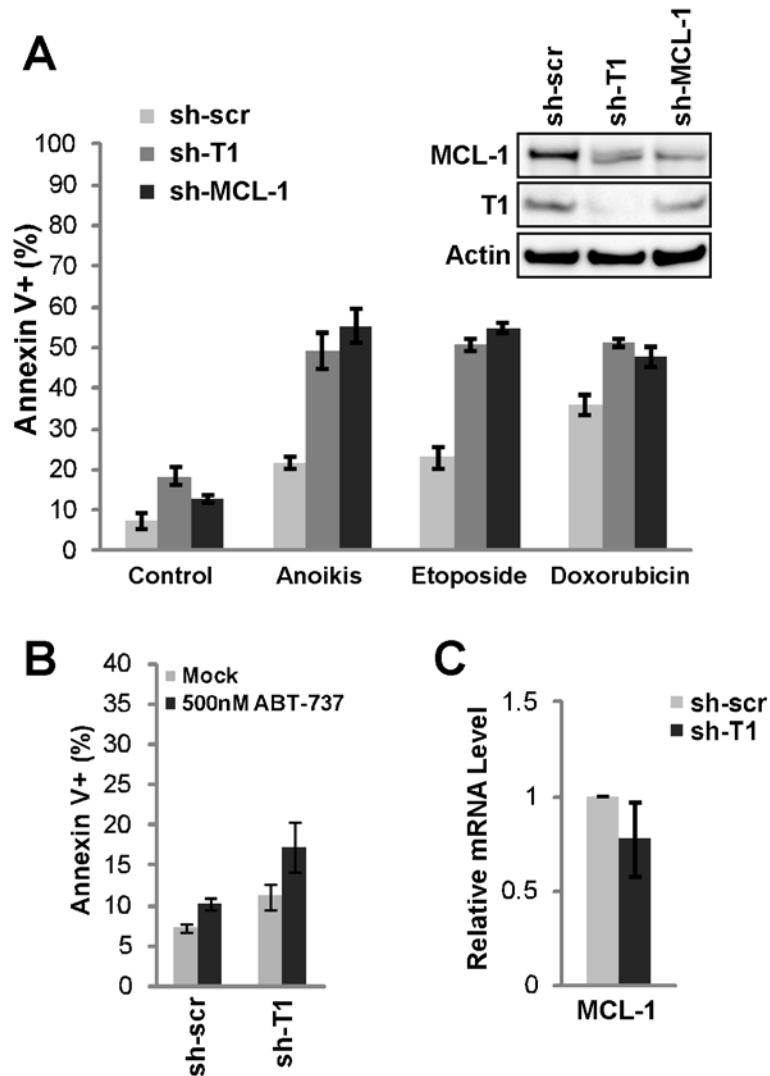 A
sh-scr
sh-T1
sh-MCL-1
sh-scr
sh-T1
sh-MCL-1
MCL-1
T1
Actin
Annexin V+ (%)
100
90
80
70
60
50
40
30
20
10
0
Control
Anoikis
Etoposide
Doxorubicin
B
Mock
500nM ABT-737
Annexin V+ (%)
40
35
30
25
20
15
10
5
0
sh-scr
sh-T1
C
sh-scr
sh-T1
Relative mRNA Level
1.5
1
0.5
0
MCL-1